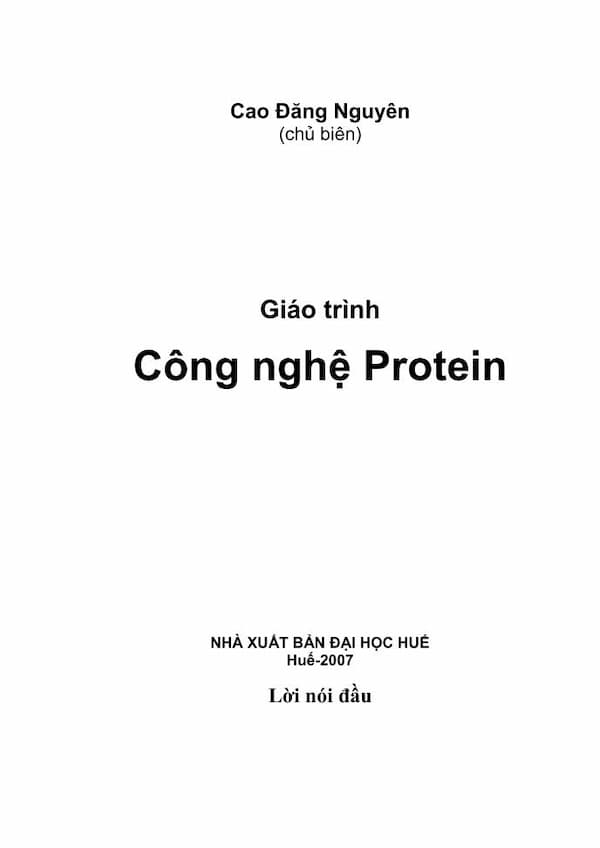 Cao Đăng Nguyên
(chủ biên)
Giáo trình
Công nghệ Protein
NHÀ XUẤT BẢN ĐẠI HỌC HUẾ
Huế-2007
Lời nói đầu